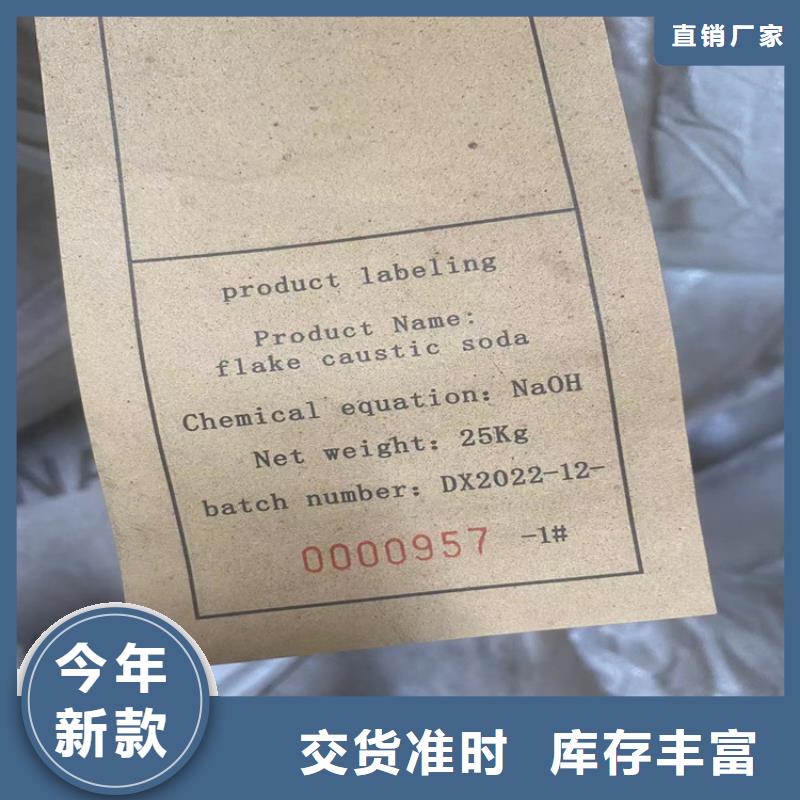 直销厂家
product labeling
Product Name:
flake caustic soda
Chemical equation: NaOH
Net weight: 25Kg
batch number: DX2022-12-
0000957 -1#
今年
新款
交货准时 库存丰富